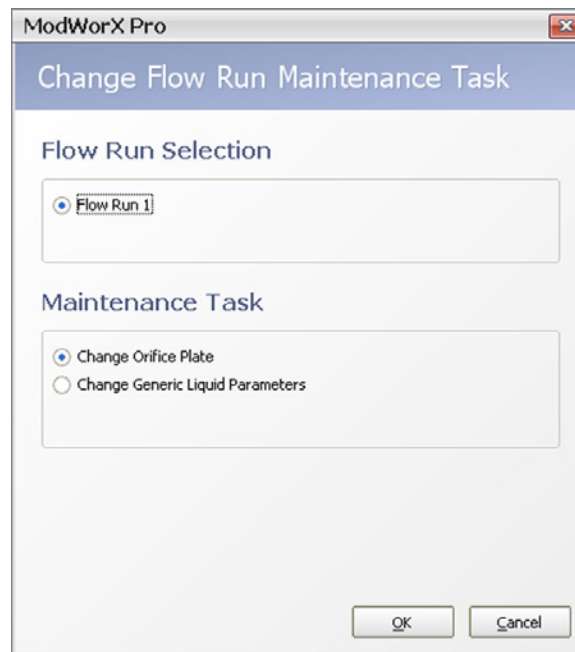 ModWorX Pro
Change Flow Run Maintenance Task
Flow Run Selection
Flow Run 1
Maintenance Task
Change Orifice Plate
Change Generic Liquid Parameters
OK Cancel